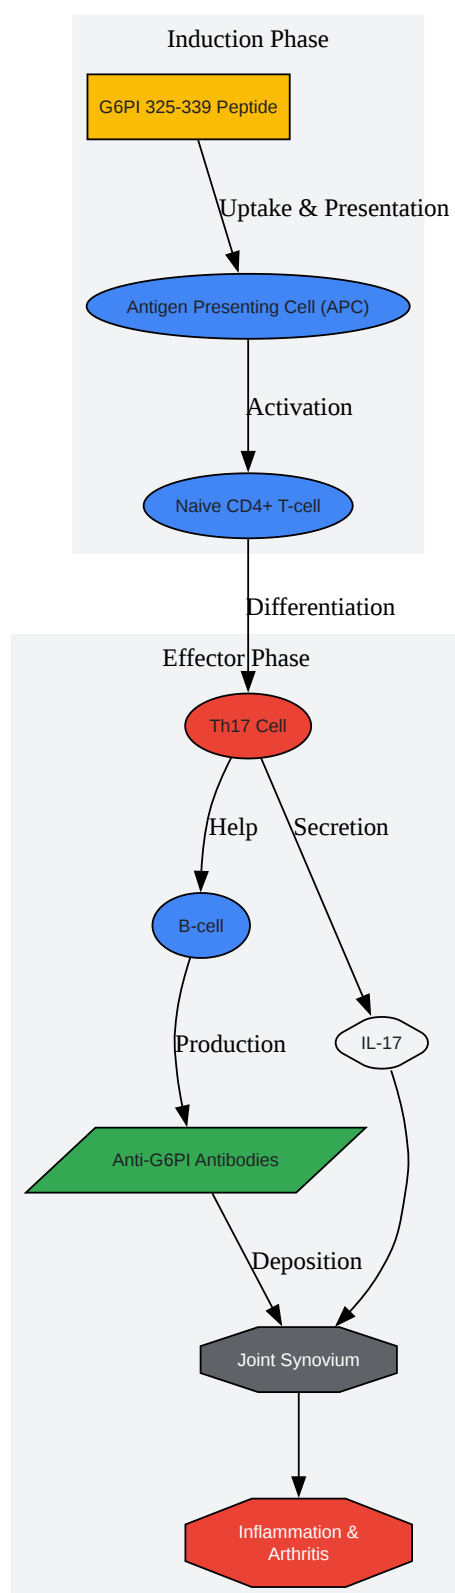 Induction Phase
G6PI 325-339 Peptide
Uptake & Presentation
Antigen Presenting Cell (APC)
Activation
Naive CD4+ T-cell
Differentiation
Effector Phase
Th17 Cell
Help
Secretion
B-cell
IL-17
Production
Anti-G6PI Antibodies
Deposition
Joint Synovium
Inflammation &
Arthritis